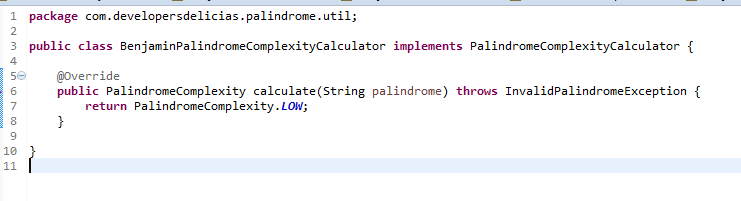 1 package com.developersdelicias.palindrome.util;
2
3 public class BenjaminPalindromeComplexityCalculator implements PalindromeComplexityCalculator {
4
5 @Override
6 public PalindromeComplexity calculate(String palindrome) throws InvalidPalindromeException {
7 return PalindromeComplexity.LOW;
8 }
9
10 }
11